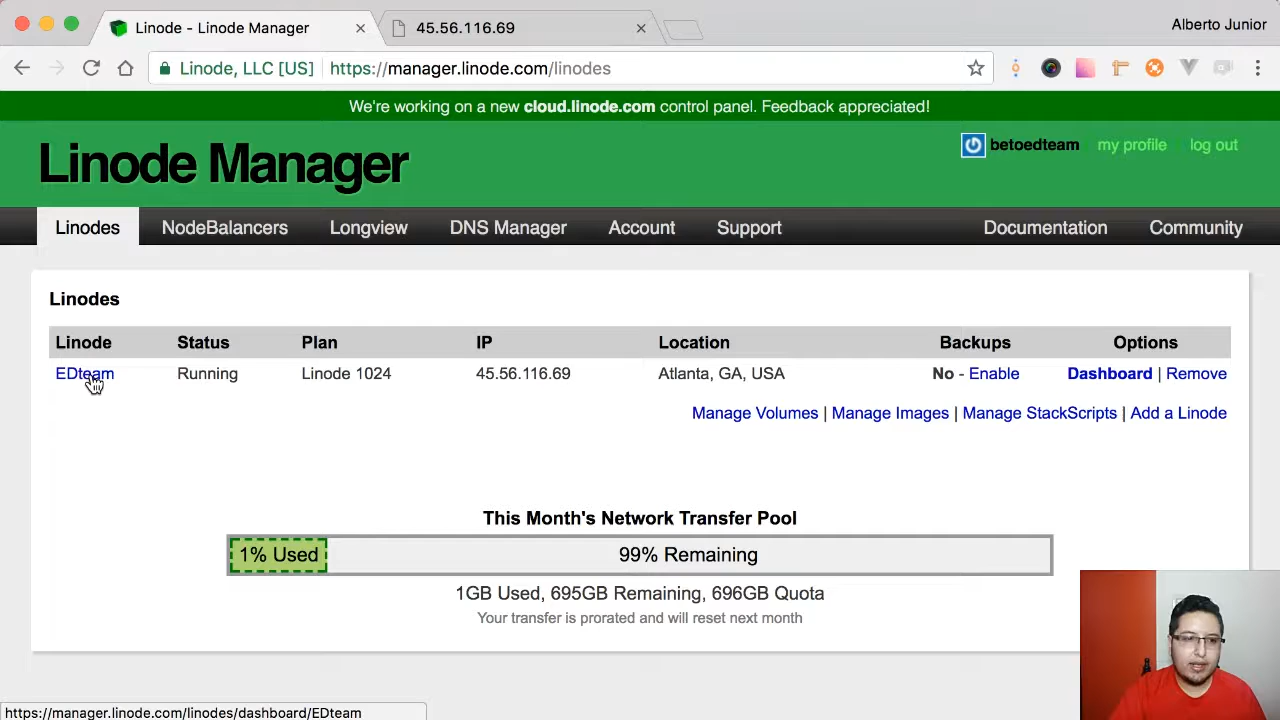 Linode - Linode Manager
45.56.116.69
Alberto Junior
Linode, LLC [US]
https://manager.linode.com/linodes
We're working on a new cloud.linode.com control panel. Feedback appreciated!
Linode Manager
betoedteam my profile log out
Linodes NodeBalancers Longview DNS Manager Account Support Documentation Community
Linodes
Linode Status Plan IP Location Backups Options
EDteam Running Linode 1024 45.56.116.69 Atlanta, GA, USA No - Enable Dashboard | Remove
Manage Volumes | Manage Images | Manage StackScripts | Add a Linode
This Month's Network Transfer Pool
1% Used 99% Remaining
1GB Used, 695GB Remaining, 696GB Quota
Your transfer is prorated and will reset next month
https://manager.linode.com/linodes/dashboard/EDteam